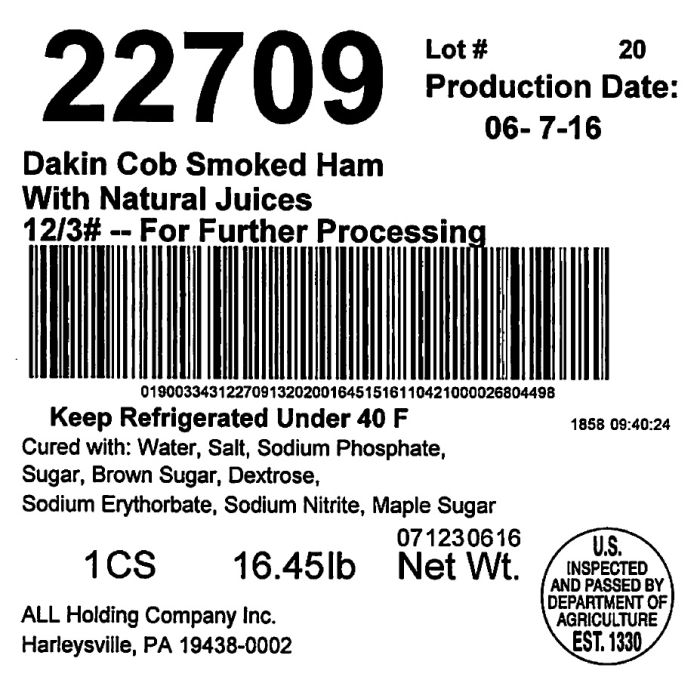 22709
Lot # 20
Production Date:
06- 7-16
Dakin Cob Smoked Ham
With Natural Juices
12/3# -- For Further Processing
019003343122709132020016451516110421000026804498
Keep Refrigerated Under 40 F
1858 09:40:24
Cured with: Water, Salt, Sodium Phosphate,
Sugar, Brown Sugar, Dextrose,
Sodium Erythorbate, Sodium Nitrite, Maple Sugar
071230616
1CS 16.45lb Net Wt.
ALL Holding Company Inc.
Harleysville, PA 19438-0002
U.S.
INSPECTED
AND PASSED BY
DEPARTMENT OF
AGRICULTURE
EST. 1330